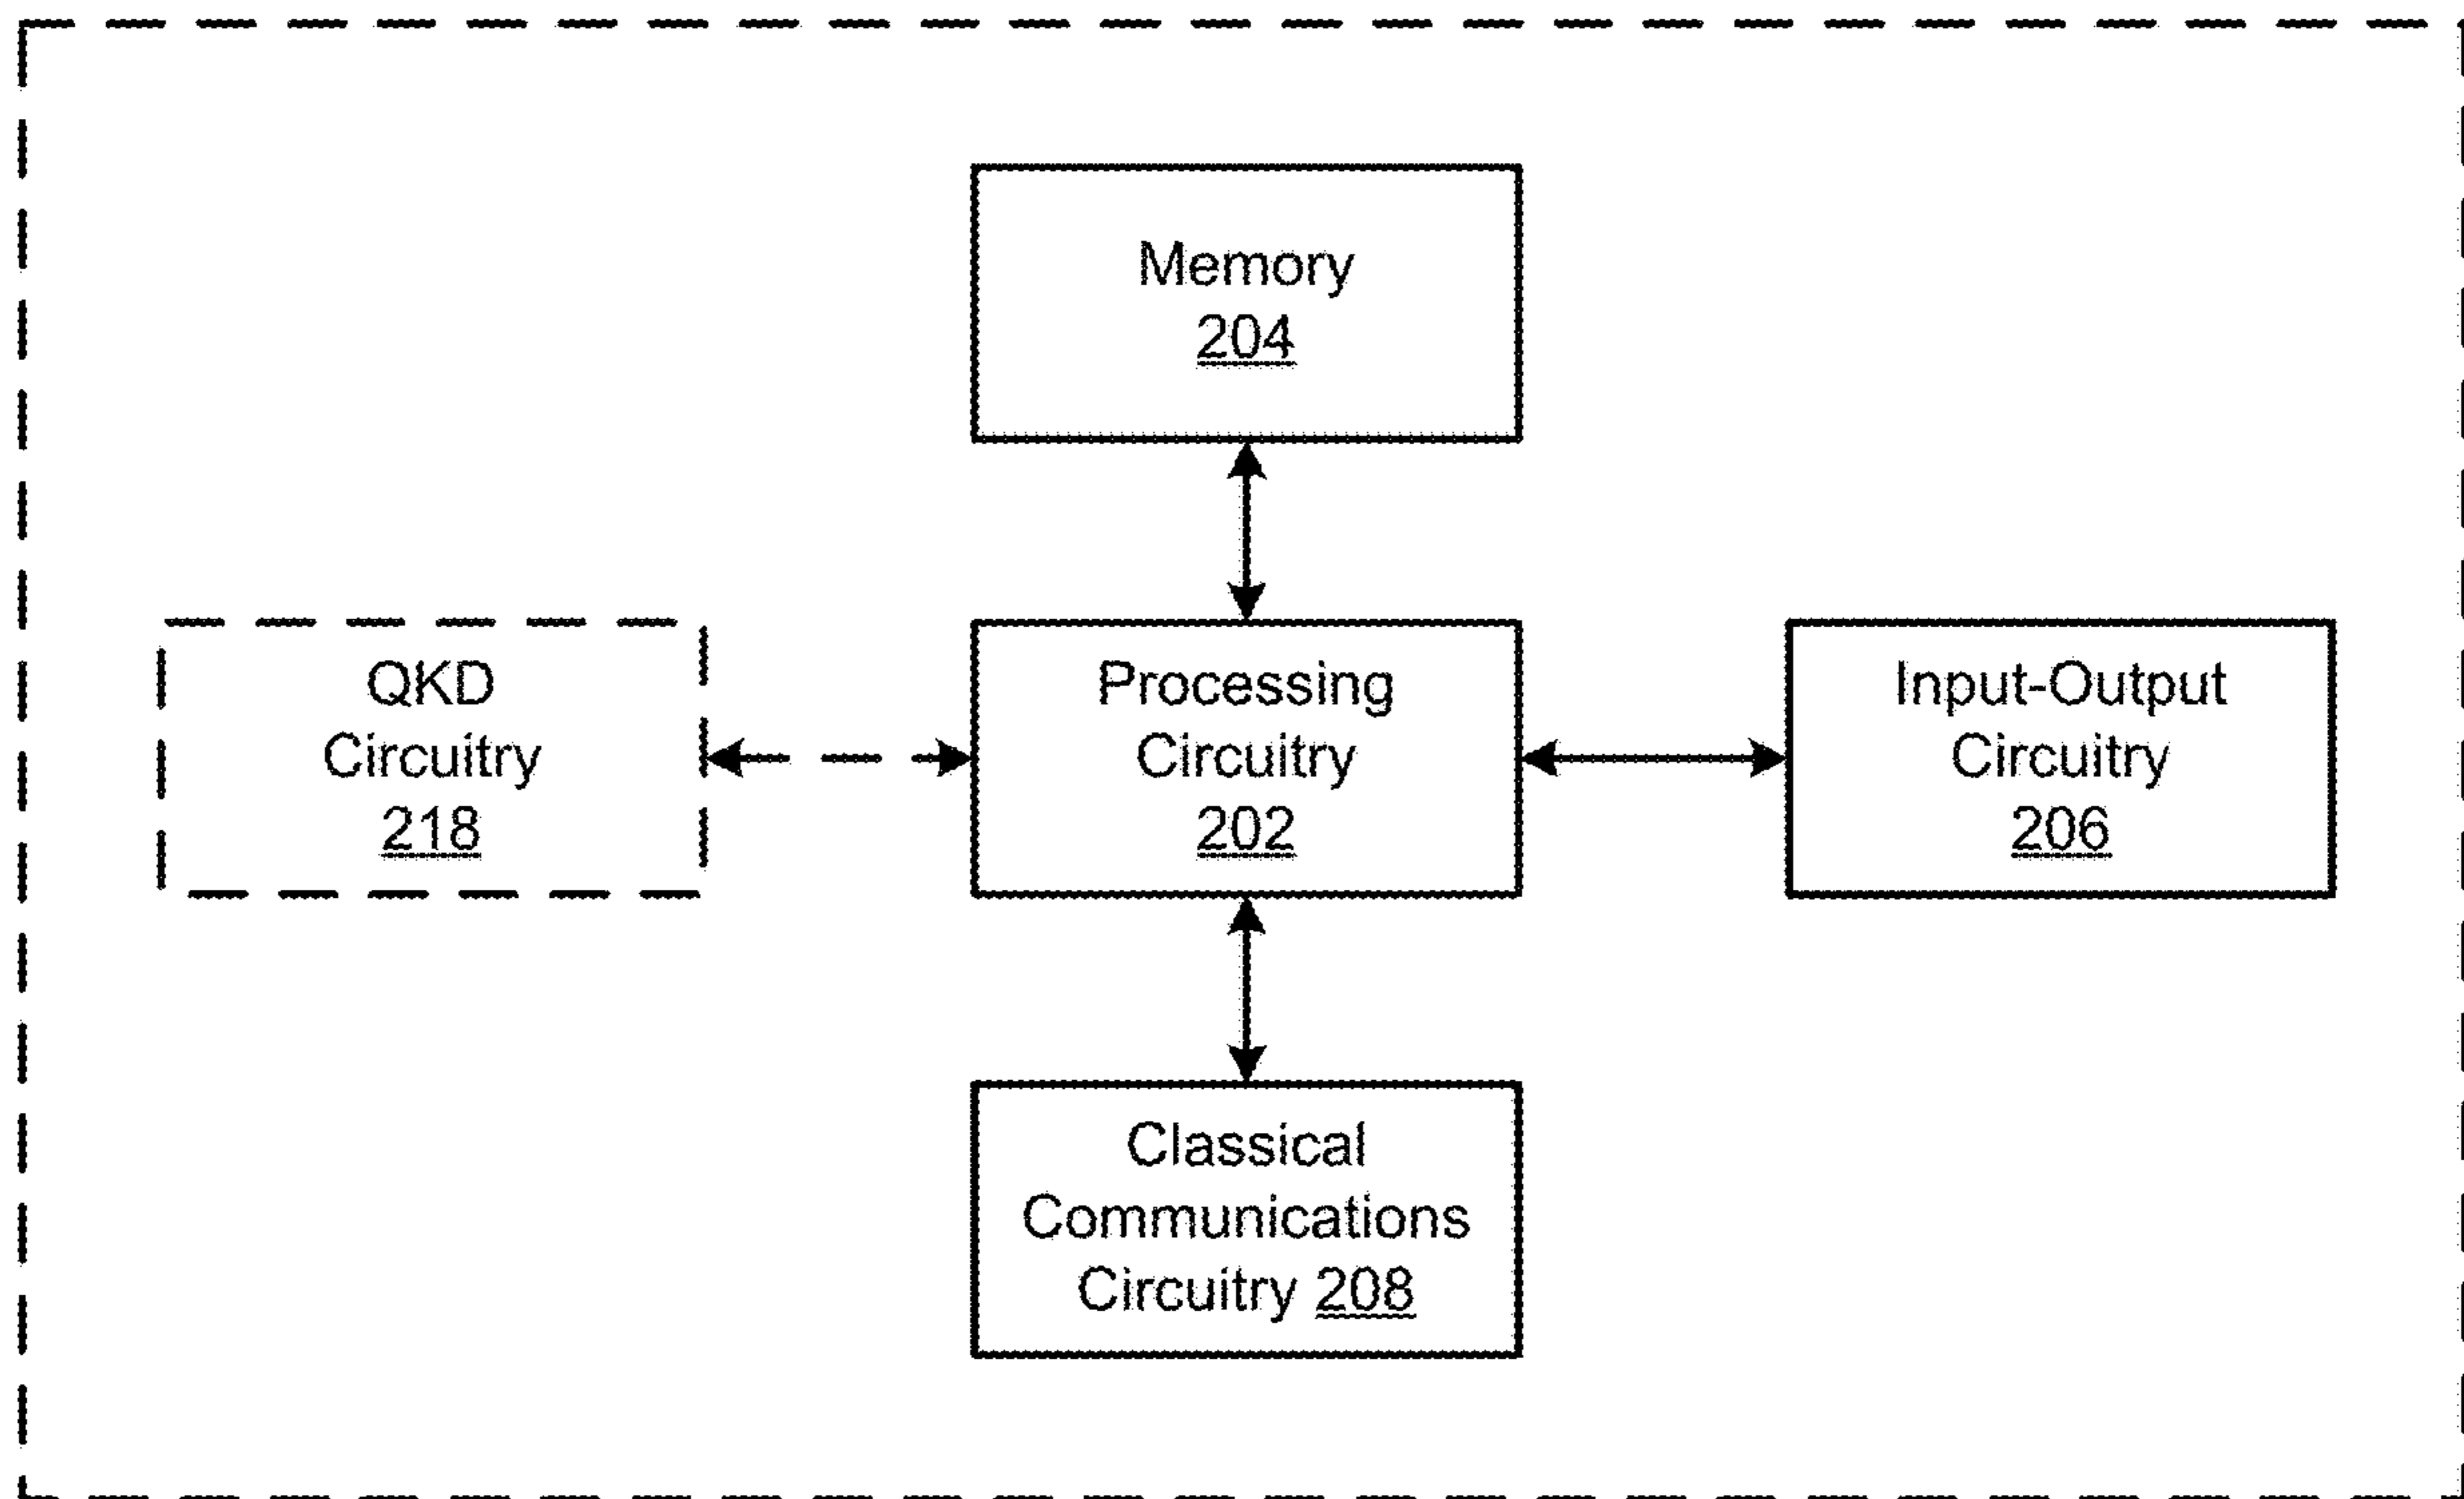 Memory
204
QKD
Circuitry
218
Processing
Circuitry
202
Input-Output
Circuitry
206
Classical
Communications
Circuitry 208